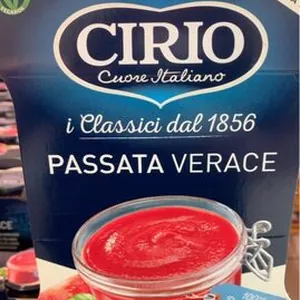 CIRIO
Cuore Italiano
i Classici dal 1856
PASSATA VERACE